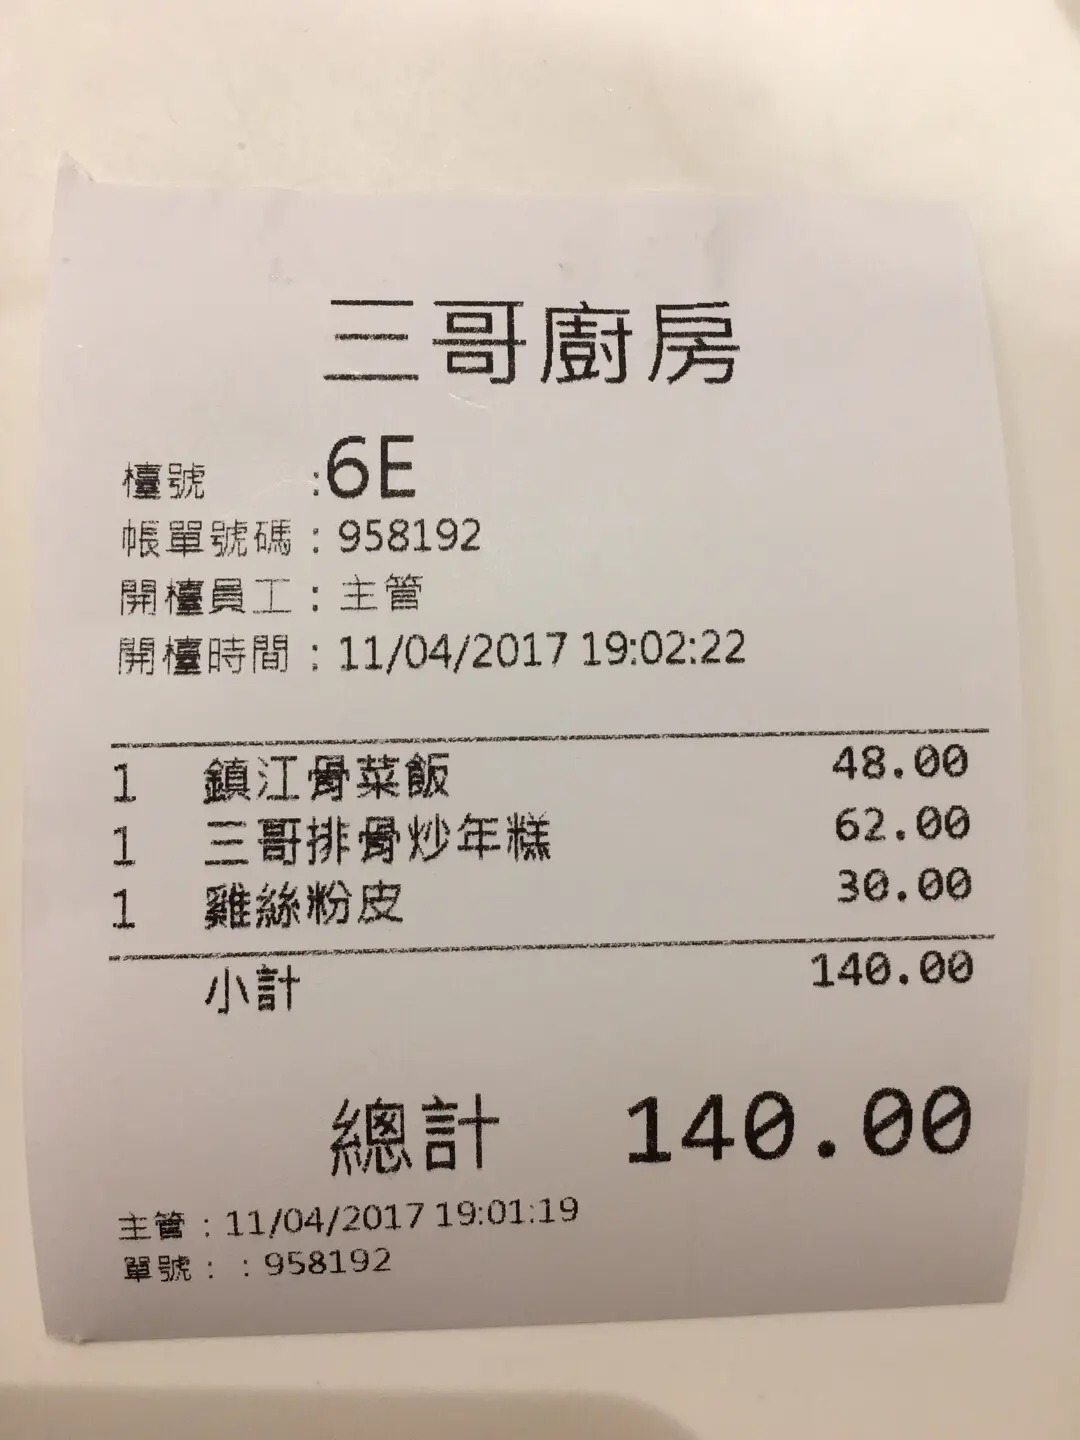 三哥廚房
檯號 :6E
帳單號碼 : 958192
開檯員工 : 主管
開檯時間 : 11/04/2017 19:02:22
1 鎮江骨菜飯 48.00
1 三哥排骨炒年糕 62.00
1 雞絲粉皮 30.00
小計 140.00
總計 140.00
主管 : 11/04/2017 19:01:19
單號 : : 958192